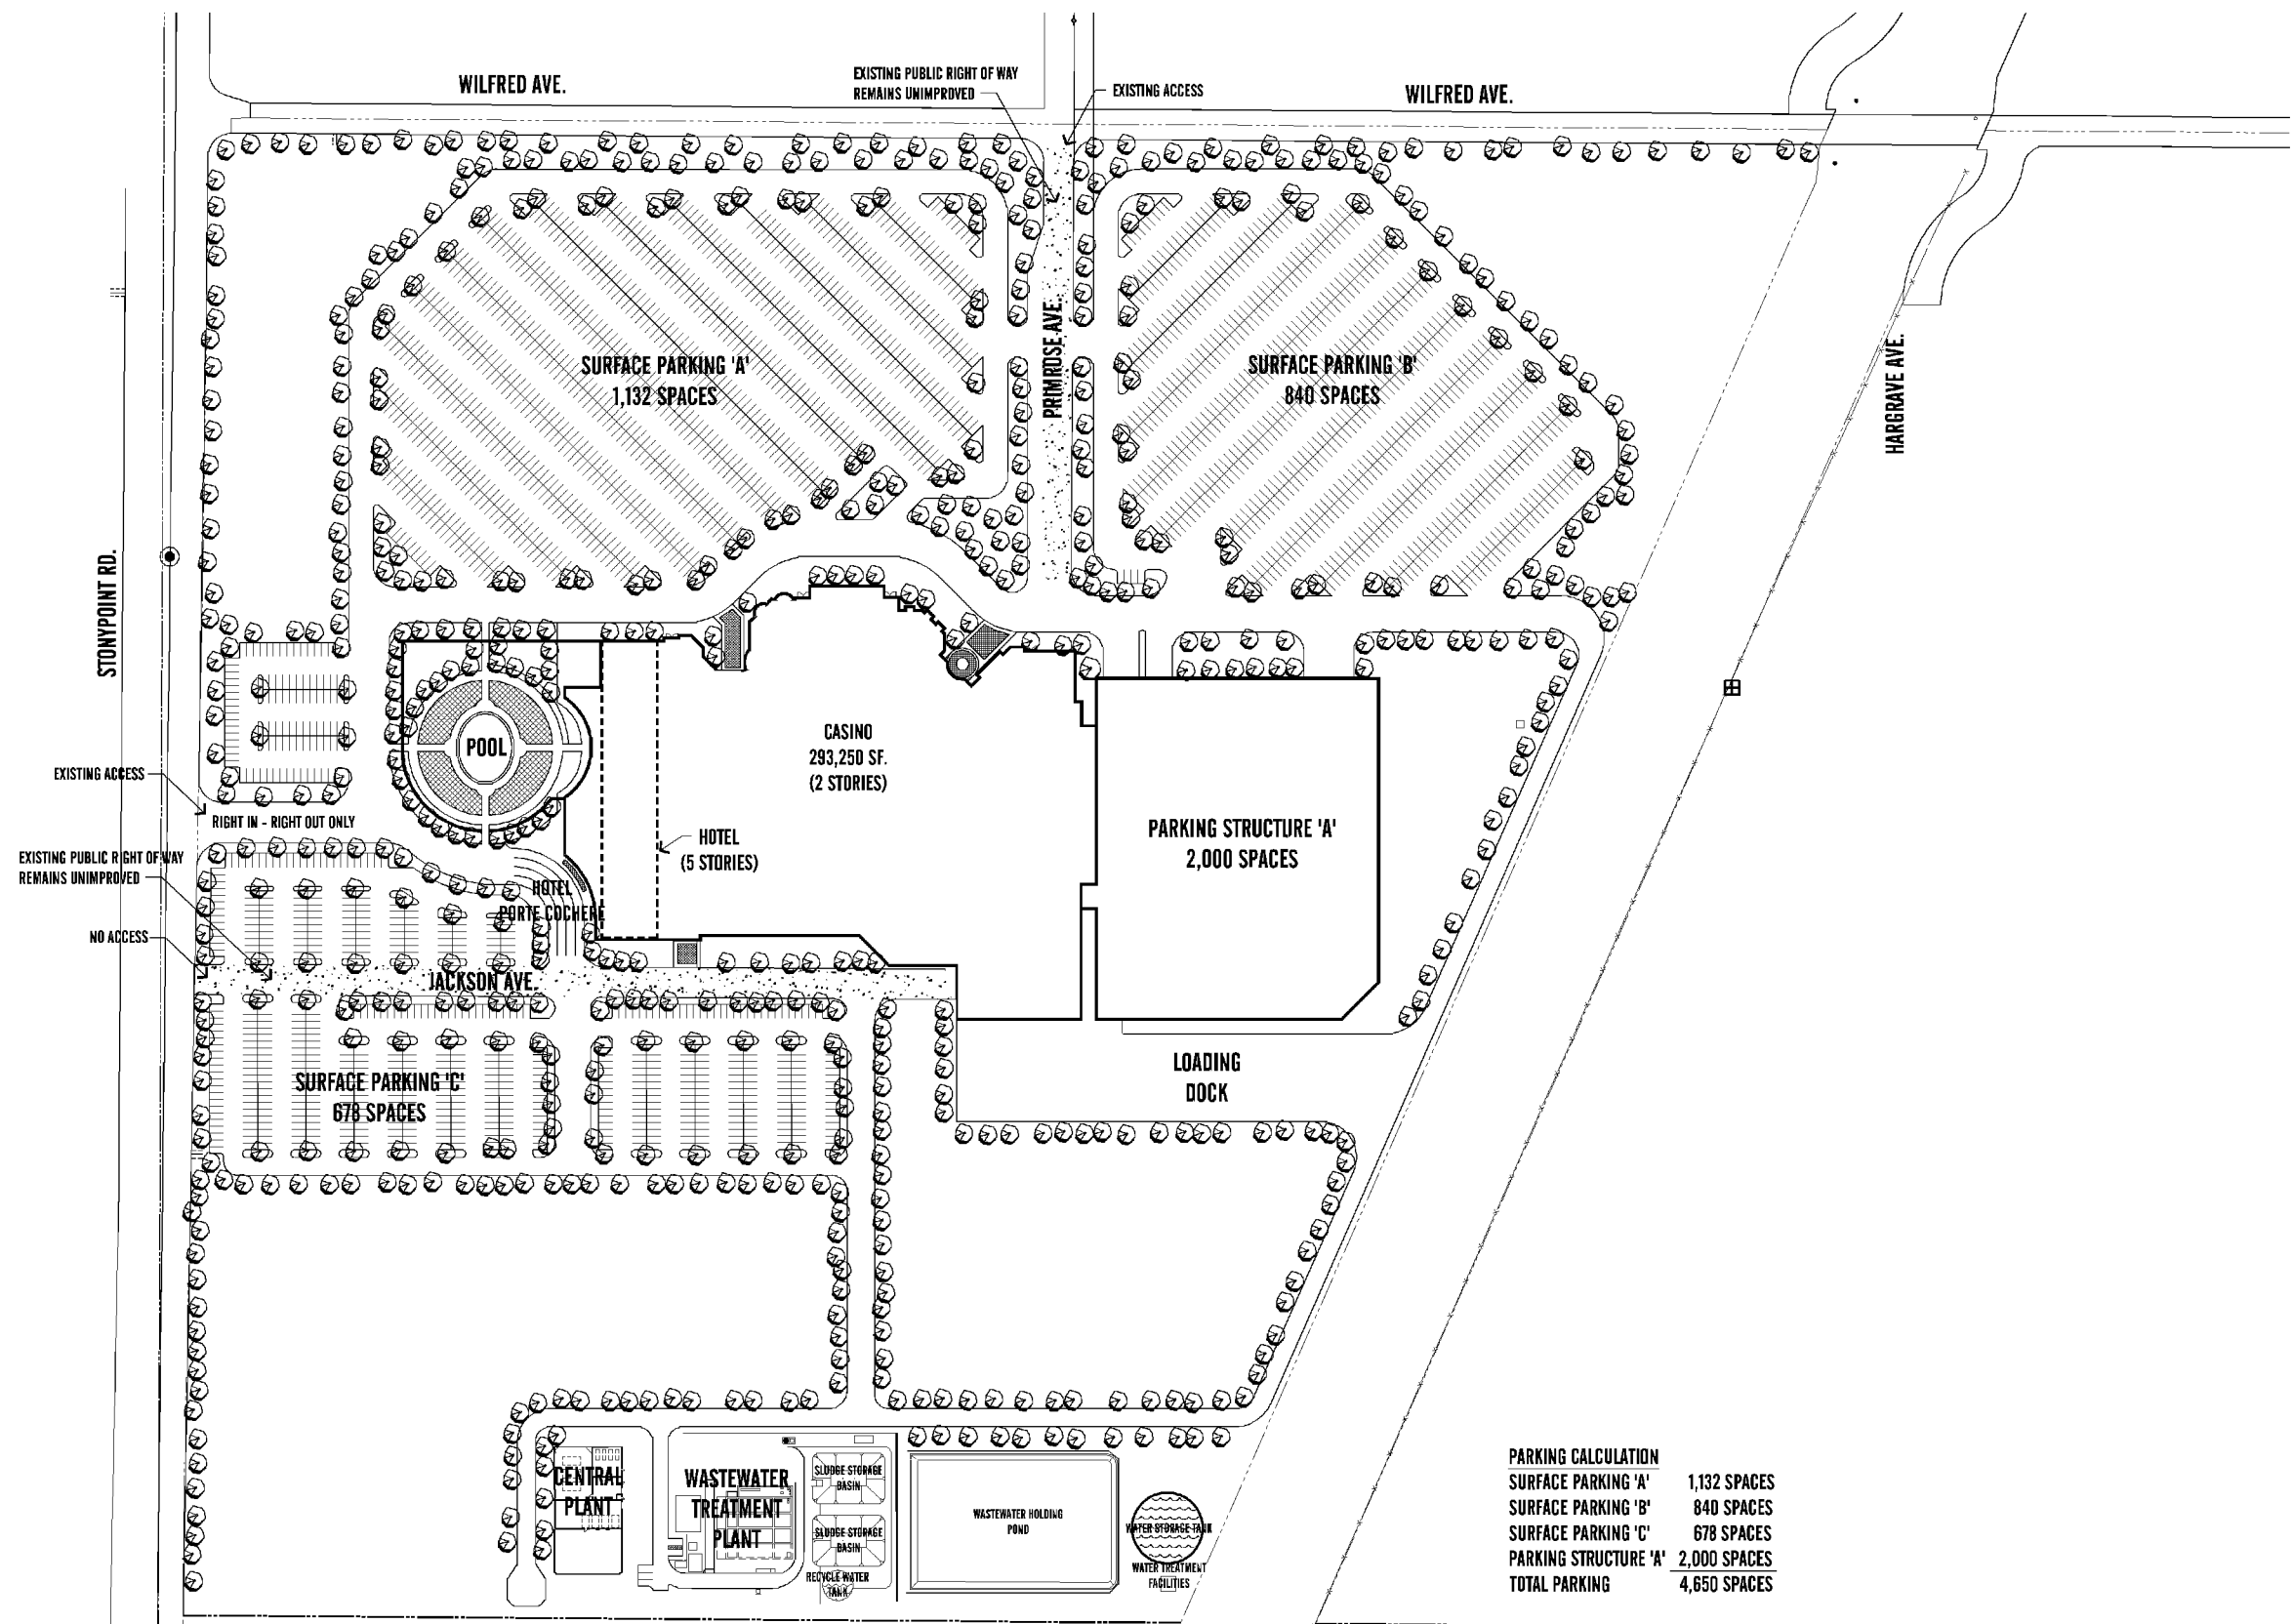 WILFRED AVE.
EXISTING PUBLIC RIGHT OF WAY
REMAINS UNIMPROVED
EXISTING ACCESS
WILFRED AVE.
SURFACE PARKING 'A'
1,132 SPACES
PRIMROSE AVE.
SURFACE PARKING 'B'
840 SPACES
HARGRAVE AVE.
STONYPOINT RD.
POOL
CASINO
293,250 SF.
(2 STORIES)
EXISTING ACCESS
RIGHT IN - RIGHT OUT ONLY
HOTEL
(5 STORIES)
PARKING STRUCTURE 'A'
2,000 SPACES
EXISTING PUBLIC RIGHT OF WAY
REMAINS UNIMPROVED
HOTEL
PORTE COCHERE
NO ACCESS
JACKSON AVE.
SURFACE PARKING 'C'
678 SPACES
LOADING
DOCK
CENTRAL
PLANT
WASTEWATER
TREATMENT
PLANT
SLUDGE STORAGE
BASIN
SLUDGE STORAGE
BASIN
RECYCLE WATER
TANK
WASTEWATER HOLDING
POND
WATER STORAGE TANK
WATER TREATMENT
FACILITIES
PARKING CALCULATION
SURFACE PARKING 'A' 1,132 SPACES
SURFACE PARKING 'B' 840 SPACES
SURFACE PARKING 'C' 678 SPACES
PARKING STRUCTURE 'A' 2,000 SPACES
TOTAL PARKING 4,650 SPACES